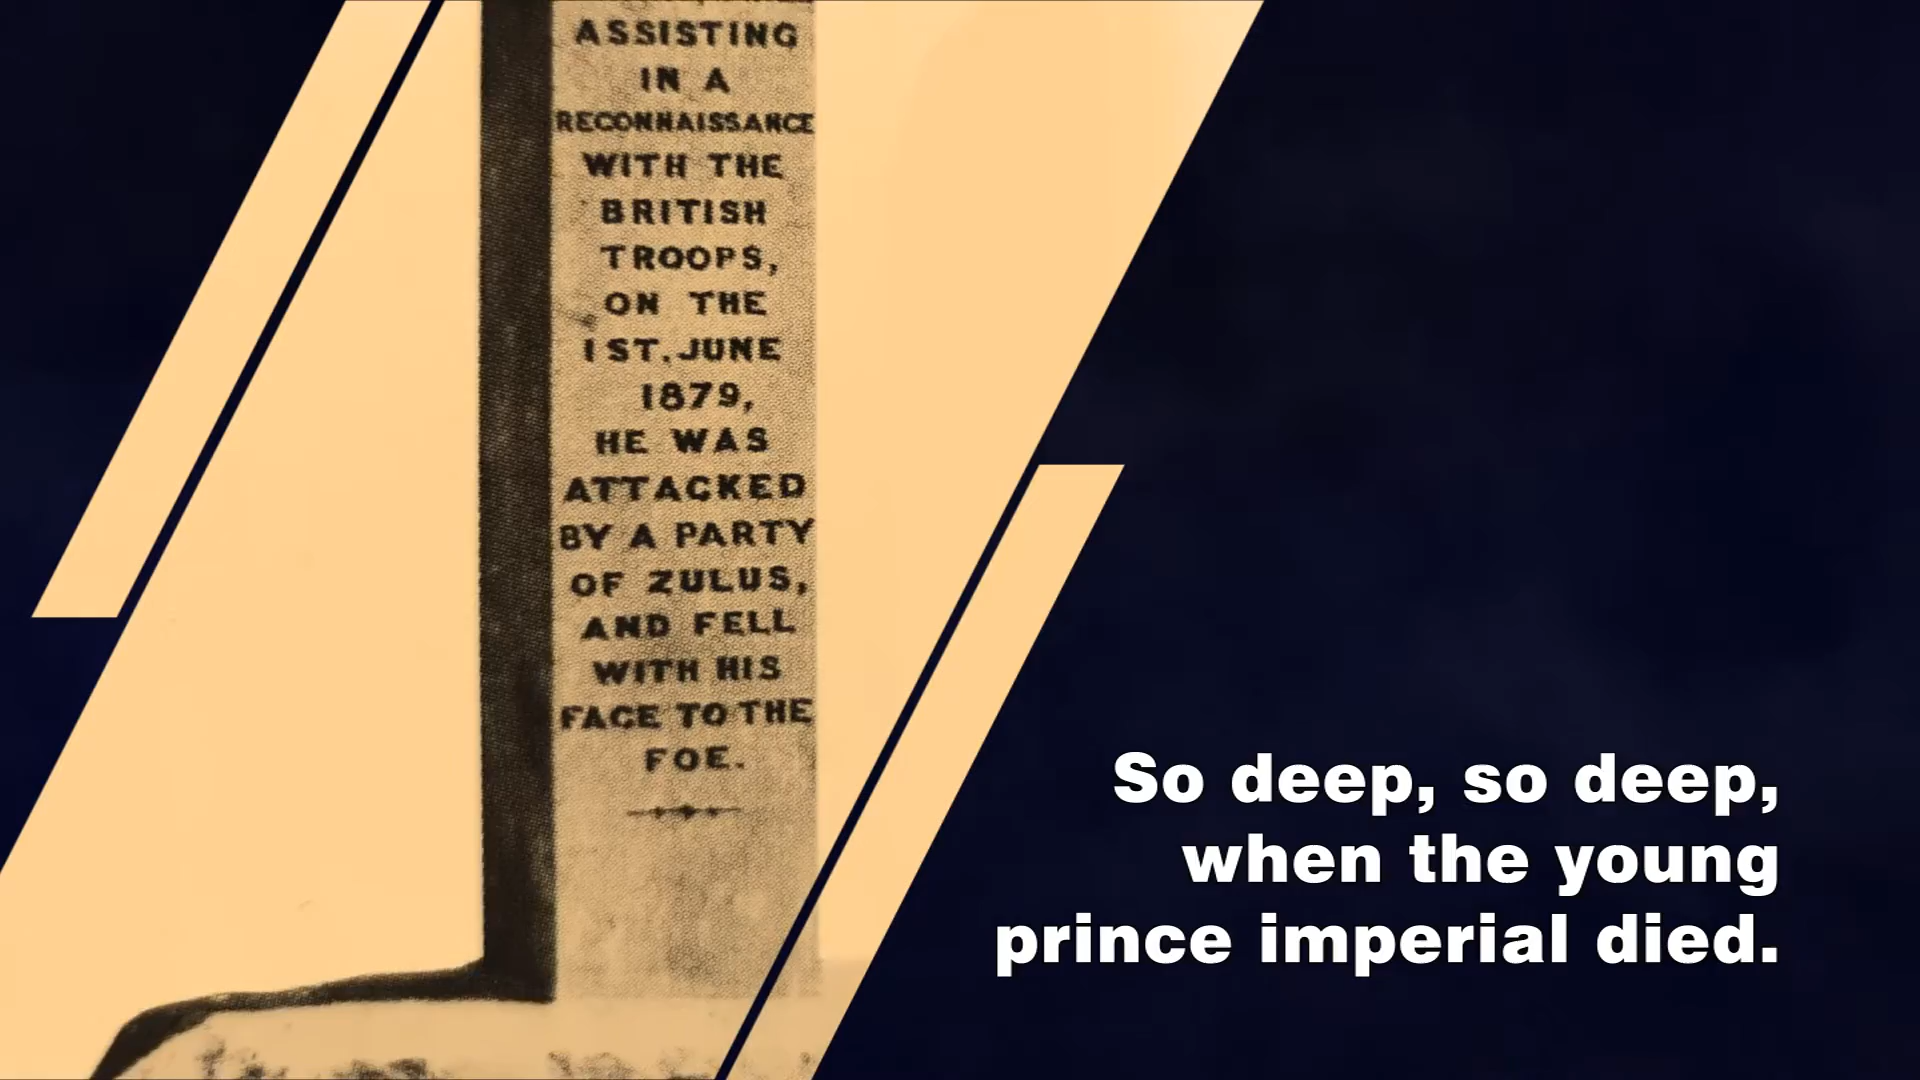 ASSISTING
IN A
RECONNAISSANCE
WITH THE
BRITISH
TROOPS,
ON THE
1ST. JUNE
1879,
HE WAS
ATTACKED
BY A PARTY
OF ZULUS,
AND FELL
WITH HIS
FACE TO THE
FOE.
So deep, so deep,
when the young
prince imperial died.